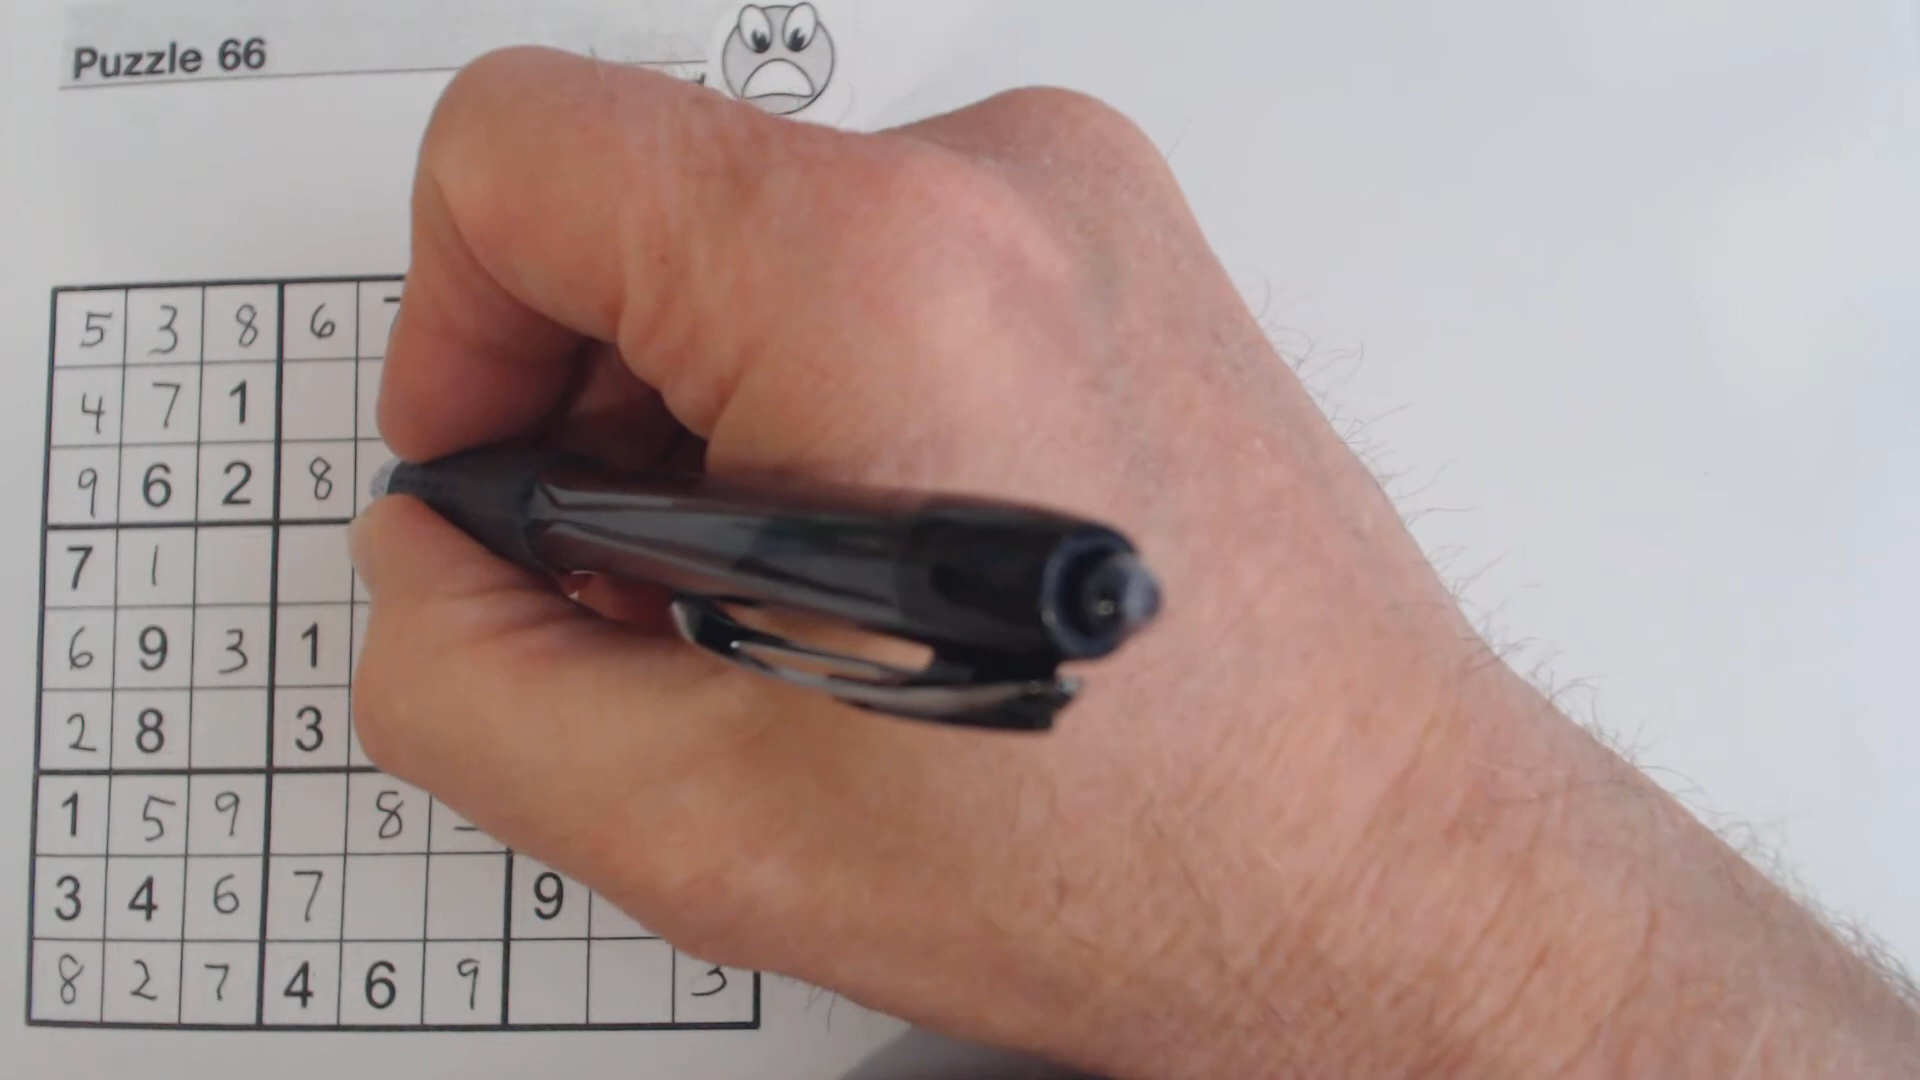 Puzzle 66
5 3 8 6
4 7 1
9 6 2 8
7 1
6 9 3 1
2 8 3
1 5 9 8
3 4 6 7 9
8 2 7 4 6 9 3